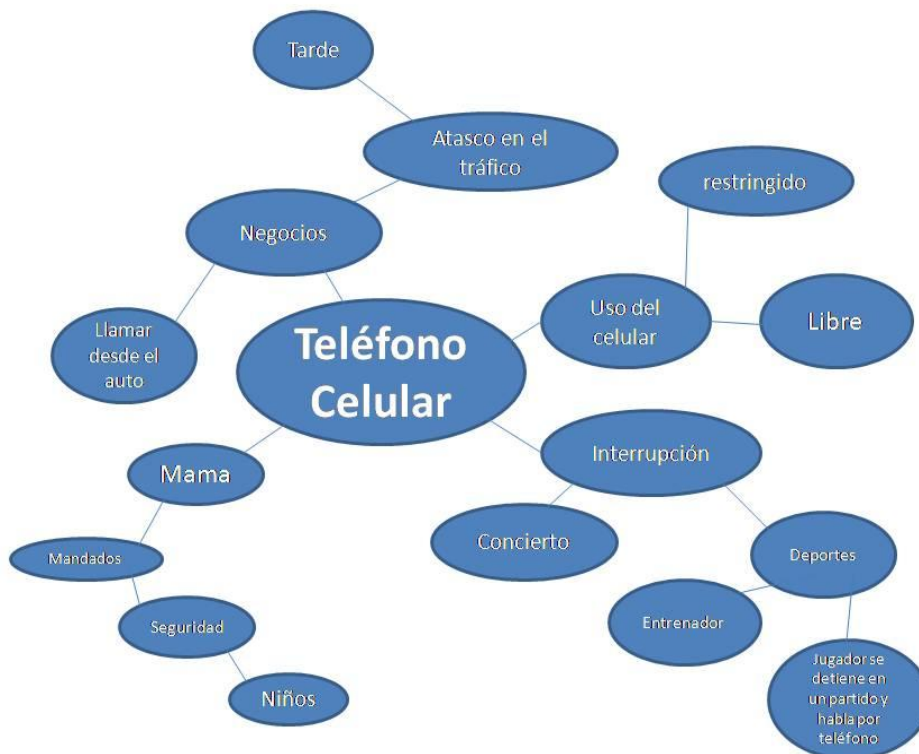 Tarde
Atasco en el
tráfico
restringido
Negocios
Uso del
celular
Libre
Llamar
desde el
auto
Teléfono
Celular
Interrupción
Mama
Concierto
Mandados
Deportes
Entrenador
Seguridad
Niños
Jugador se
detiene en
un partido y
habla por
teléfono